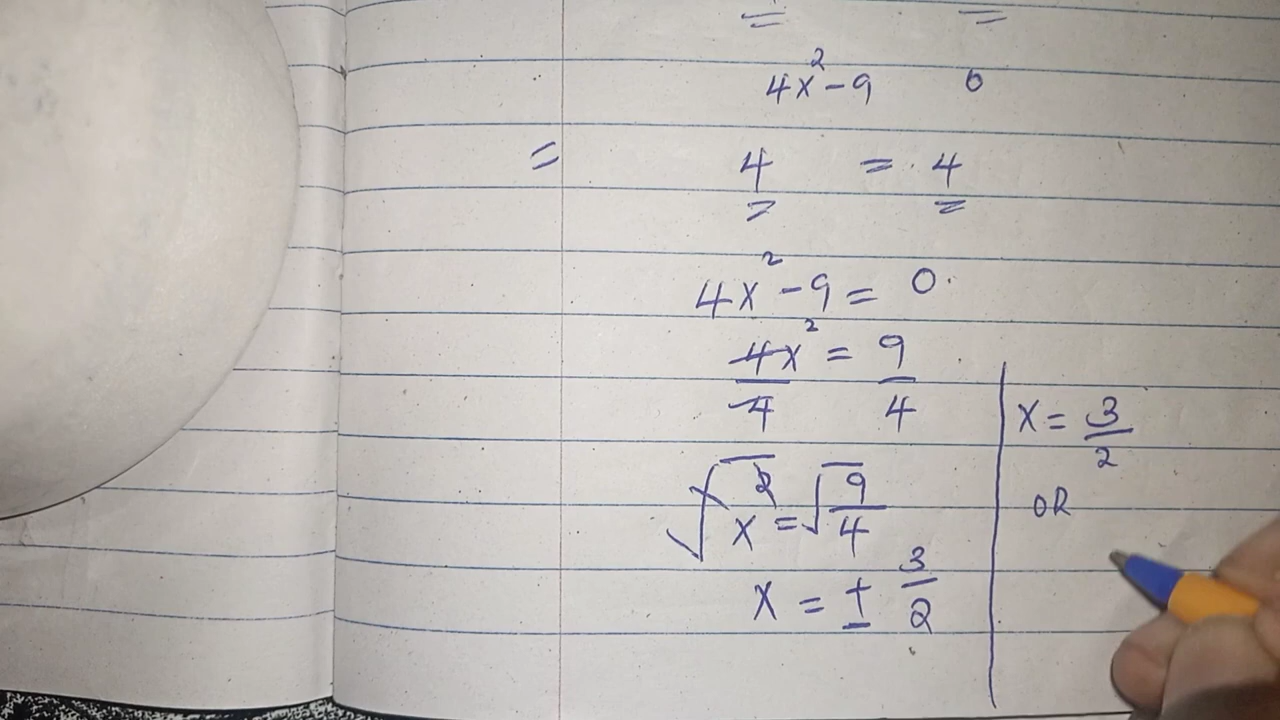 4x² - 9 0
= 4 = 4
4x² - 9 = 0
4x² = 9
4 4
√x² = √9/4
x = ± 3/2
x = 3/2
OR